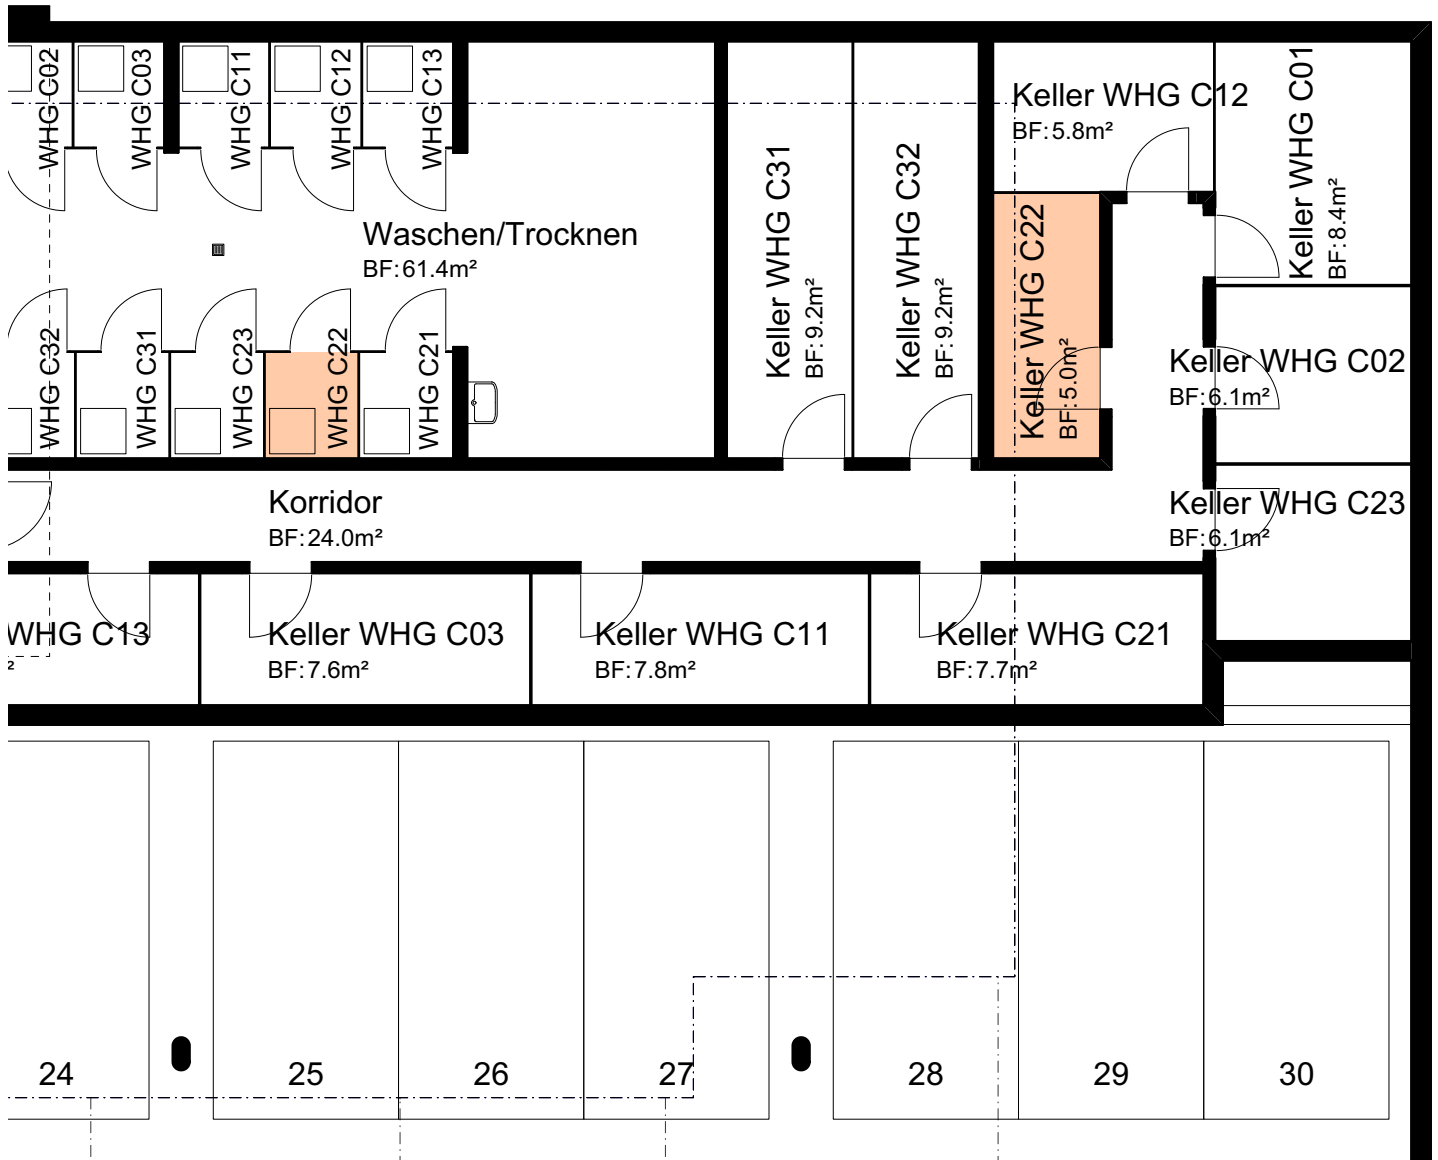 WHG C02
WHG C03
WHG C11
WHG C12
WHG C13
Keller WHG C12
BF:5.8m²
Keller WHG C01
BF:8.4m²
Keller WHG C31
BF:9.2m²
Keller WHG C32
BF:9.2m²
Keller WHG C22
BF:5.0m²
Waschen/Trocknen
BF:61.4m²
WHG C32
WHG C31
WHG C23
WHG C22
WHG C21
Keller WHG C02
BF:6.1m²
Korridor
BF:24.0m²
Keller WHG C23
BF:6.1m²
WHG C13
²
Keller WHG C03
BF:7.6m²
Keller WHG C11
BF:7.8m²
Keller WHG C21
BF:7.7m²
24
25
26
27
28
29
30